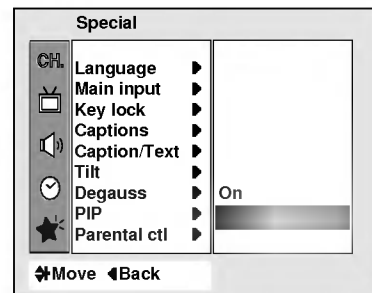 Special
CH.
Language
Main input
Key lock
Captions
Caption/Text
Tilt
Degauss On
PIP
Parental ctl
Move Back